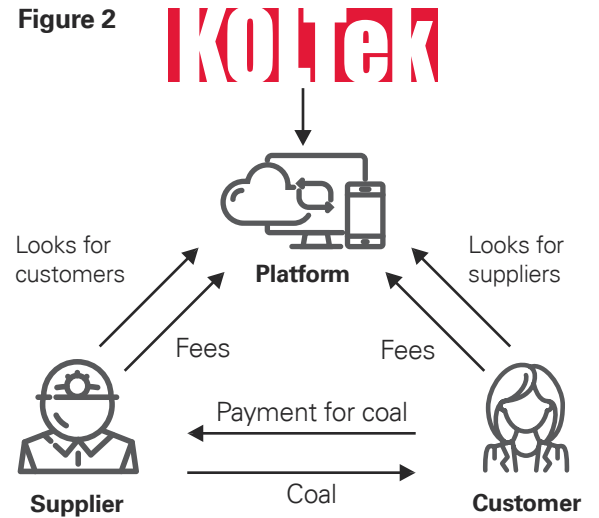 Figure 2
KOLTek
Looks for
customers
Looks for
suppliers
Platform
Fees
Fees
Payment for coal
Coal
Supplier
Customer